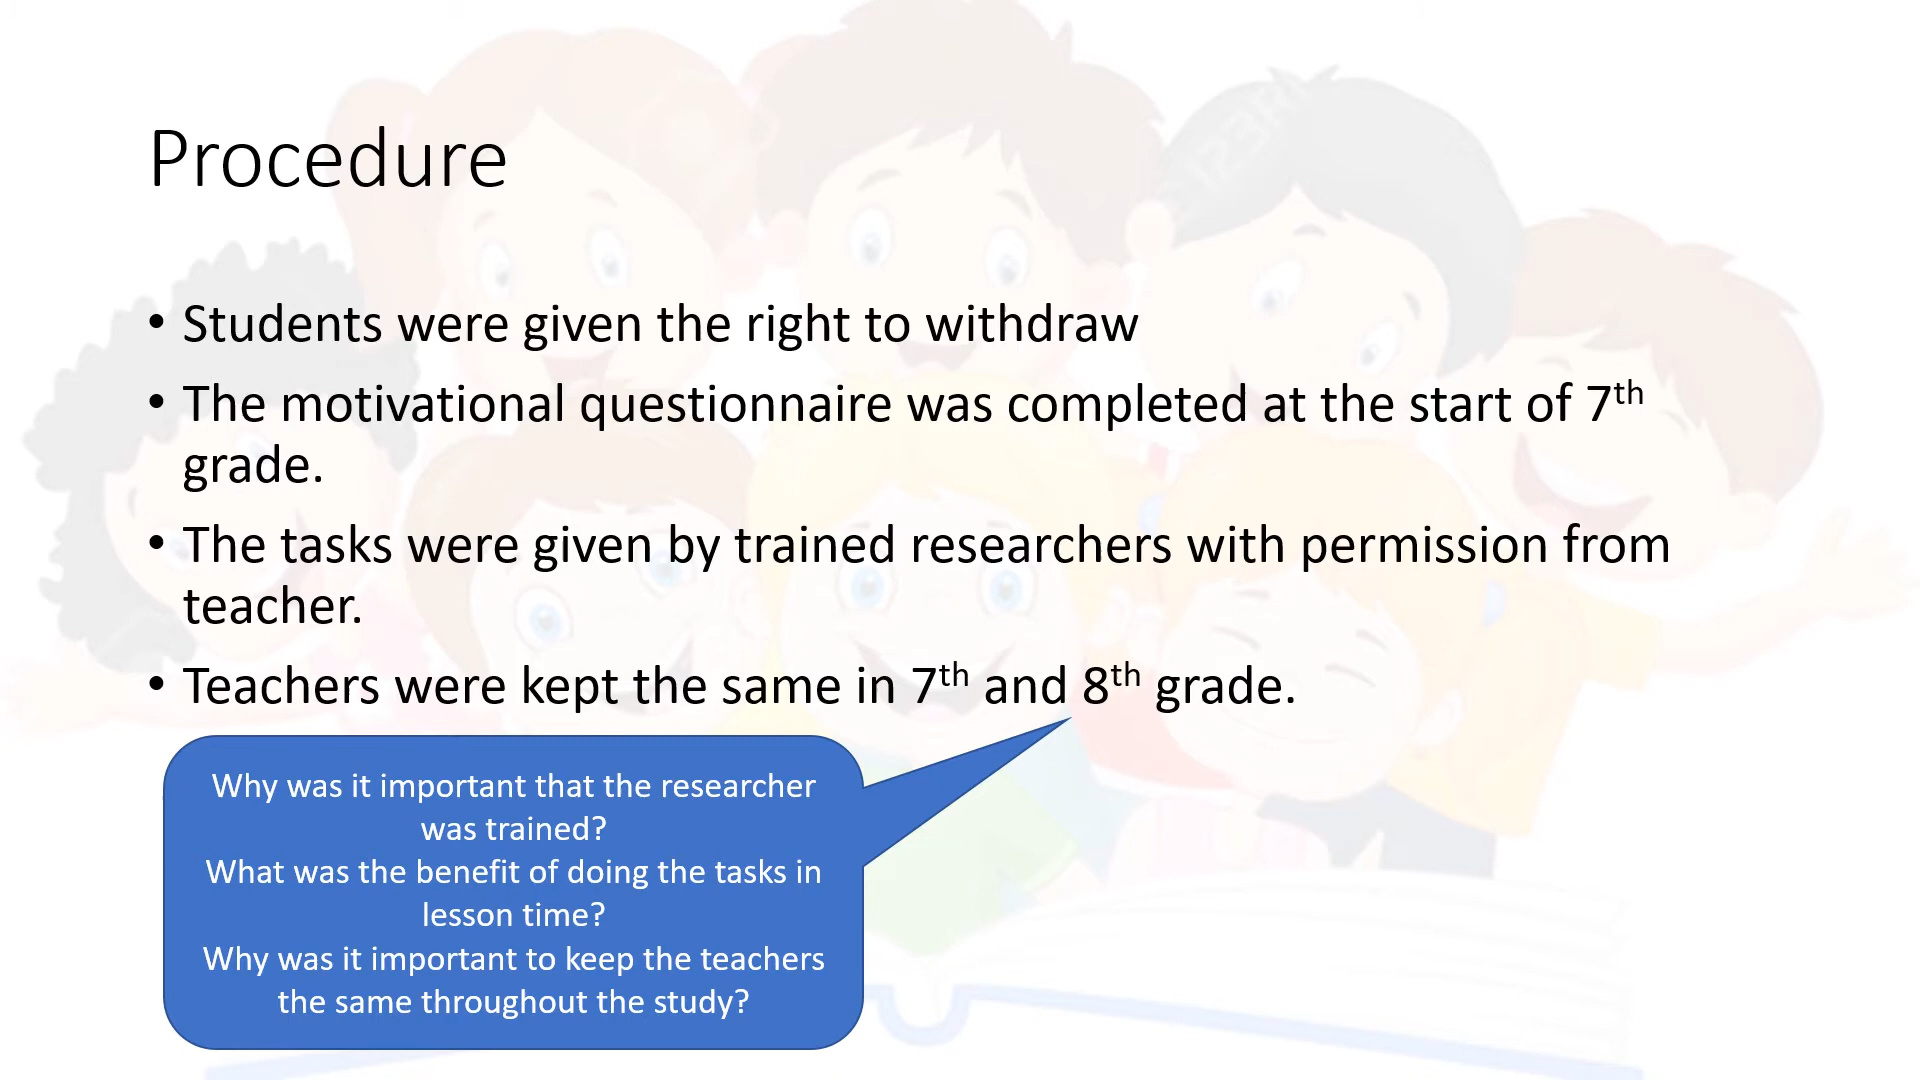 Procedure
• Students were given the right to withdraw
• The motivational questionnaire was completed at the start of 7th
grade.
• The tasks were given by trained researchers with permission from
teacher.
• Teachers were kept the same in 7th and 8th grade.
Why was it important that the researcher
was trained?
What was the benefit of doing the tasks in
lesson time?
Why was it important to keep the teachers
the same throughout the study?